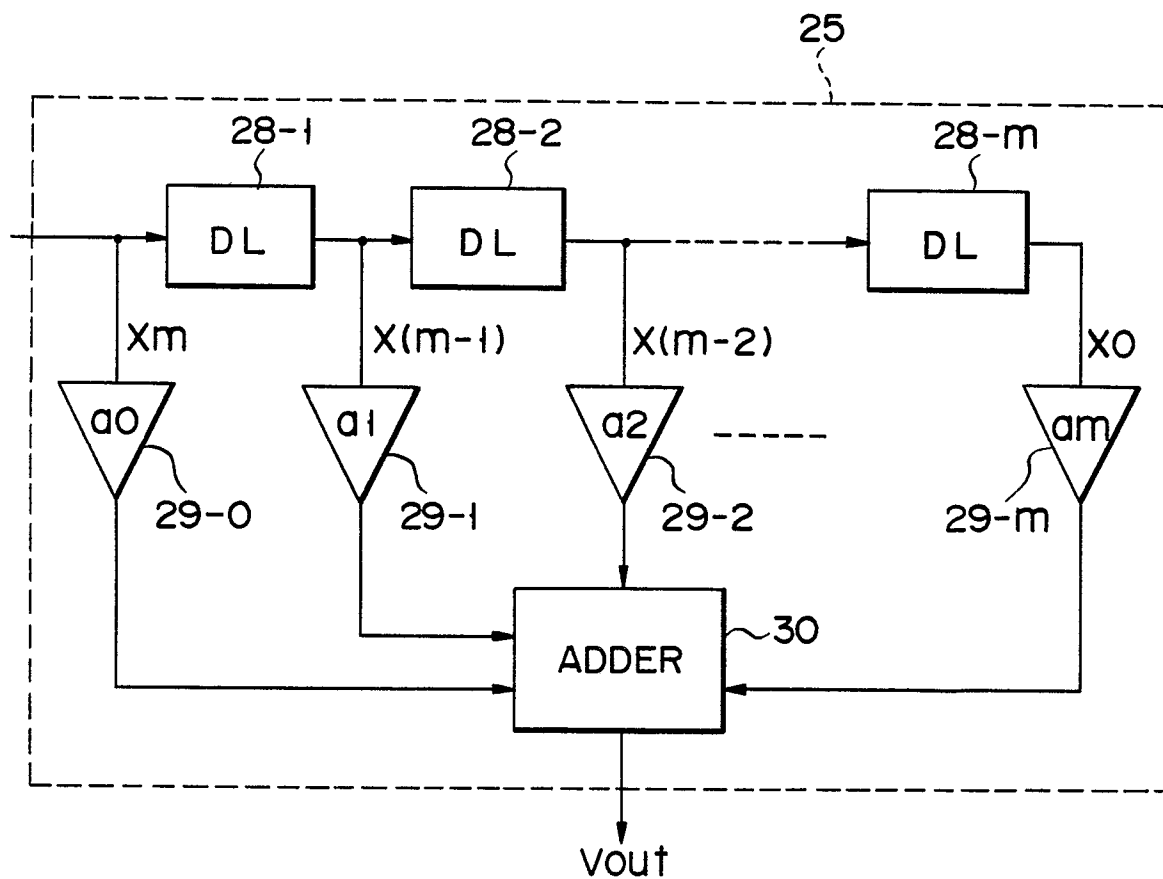 25
28-1
28-2
28-m
DL
DL
DL
Xm
X(m-1)
X(m-2)
X0
a0
a1
a2
am
29-0
29-1
29-2
29-m
ADDER
30
Vout